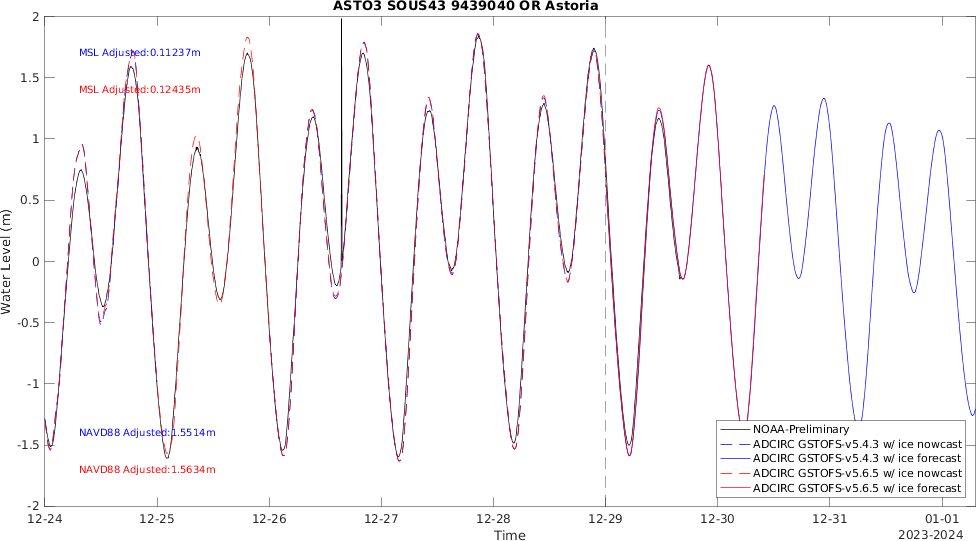 ASTO3 SOUS43 9439040 OR Astoria
2
1.5
1
0.5
0
-0.5
-1
-1.5
-2
Water Level (m)
MSL Adjusted:0.11237m
MSL Adjusted:0.12435m
NAVD88 Adjusted:1.5514m
NAVD88 Adjusted:1.5634m
NOAA-Preliminary
ADCIRC GSTOFS-v5.4.3 w/ ice nowcast
ADCIRC GSTOFS-v5.4.3 w/ ice forecast
ADCIRC GSTOFS-v5.6.5 w/ ice nowcast
ADCIRC GSTOFS-v5.6.5 w/ ice forecast
12-24 12-25 12-26 12-27 12-28 12-29 12-30 12-31 01-01
Time
2023-2024